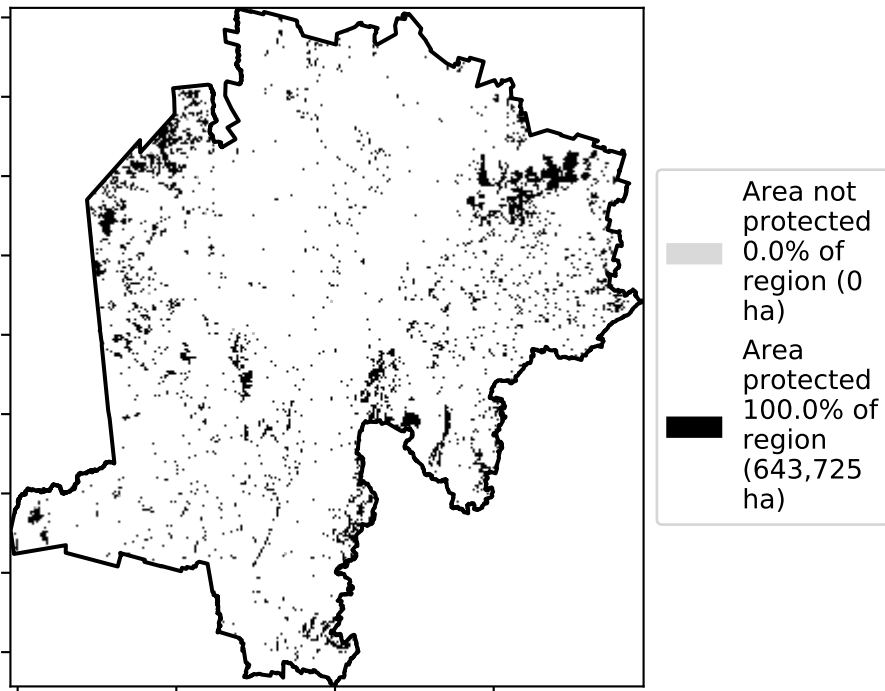 Area not
protected
0.0% of
region (0
ha)
Area
protected
100.0% of
region
(643,725
ha)